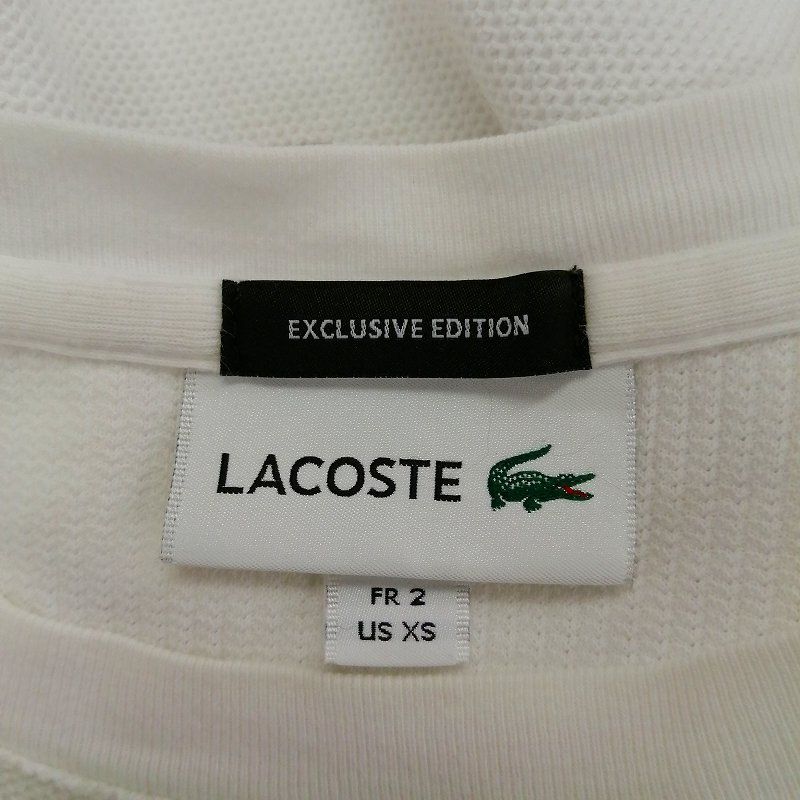 EXCLUSIVE EDITION
LACOSTE
FR 2
US XS